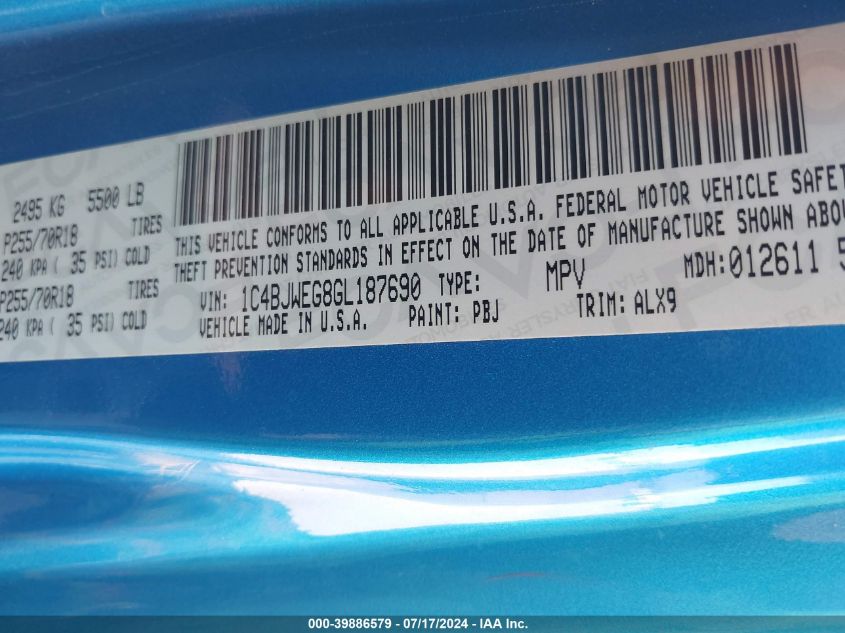 2495 KG 5500 LB
P255/70R18 TIRES
240 KPA ( 35 PSI) COLD
P255/70R18 TIRES
240 KPA ( 35 PSI) COLD
THIS VEHICLE CONFORMS TO ALL APPLICABLE U.S.A. FEDERAL MOTOR VEHICLE SAFET
THEFT PREVENTION STANDARDS IN EFFECT ON THE DATE OF MANUFACTURE SHOWN ABOV
VIN: 1C4BJWEG8GL187690 TYPE: MPV MDH:012611 5
VEHICLE MADE IN U.S.A. PAINT: PBJ TRIM: ALX9
000-39886579 / 07/17/2024 - IAA Inc.